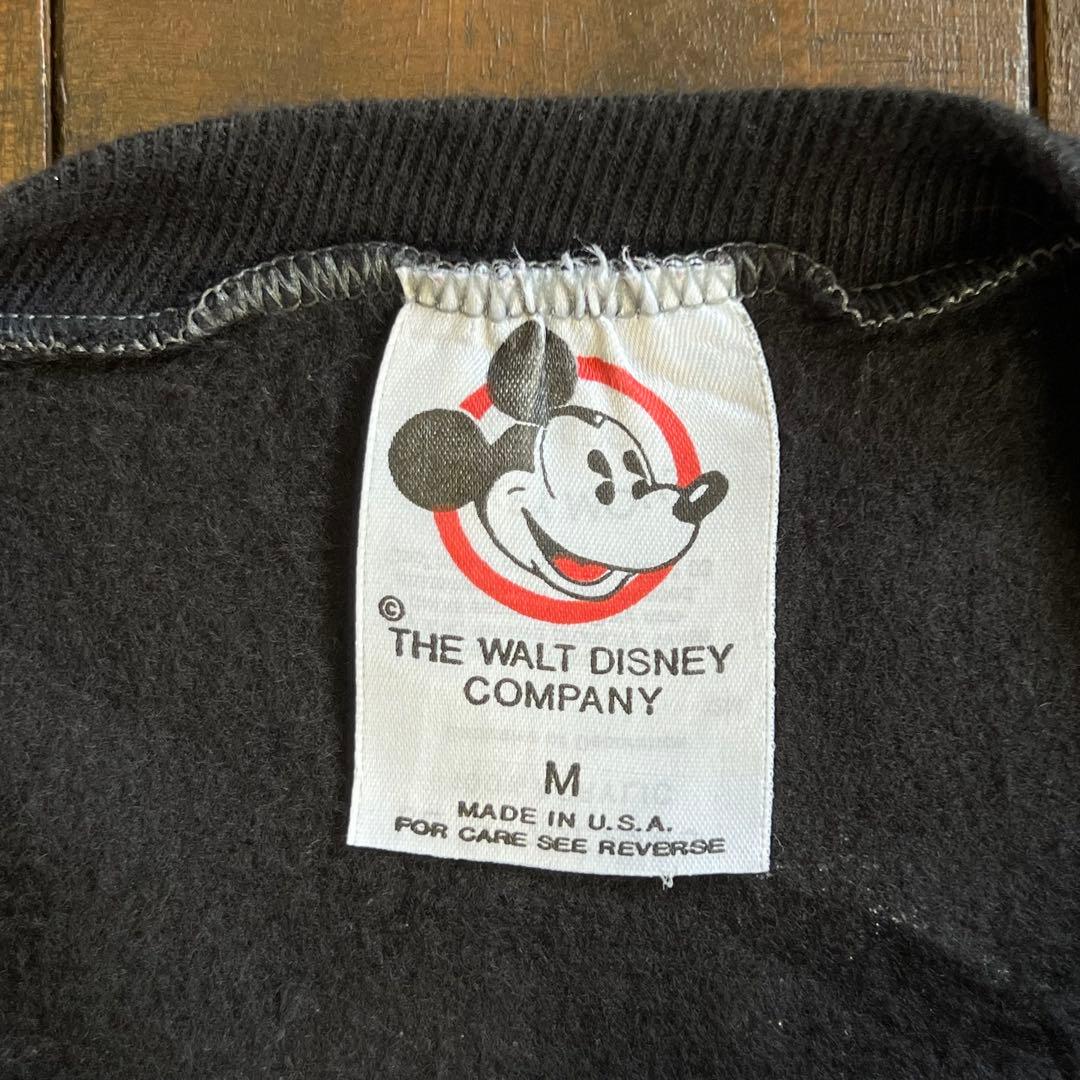 ©
THE WALT DISNEY
COMPANY
M
MADE IN U.S.A.
FOR CARE SEE REVERSE